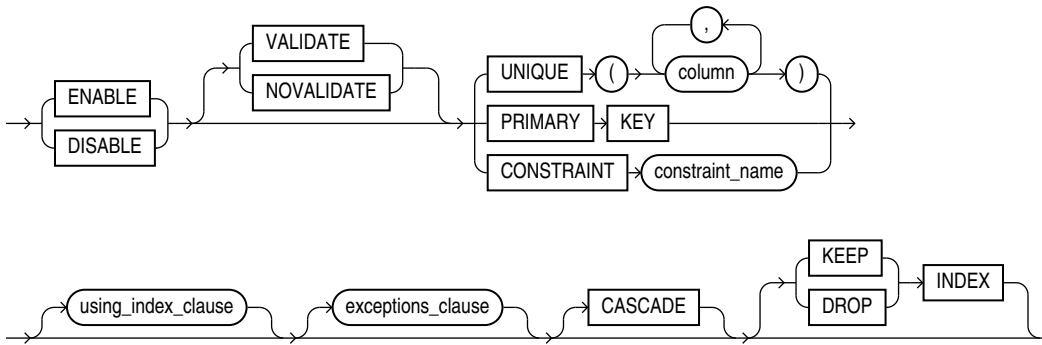 ,
VALIDATE
UNIQUE ( column )
ENABLE
NOVALIDATE
PRIMARY KEY
DISABLE
CONSTRAINT constraint_name
KEEP
using_index_clause exceptions_clause CASCADE INDEX
DROP